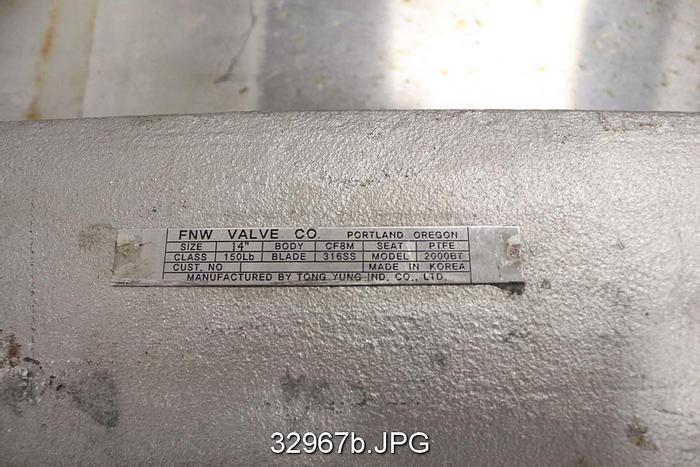 FNW VALVE CO. PORTLAND OREGON
SIZE 14" BODY CF8M SEAT PTFE
CLASS 150Lb BLADE 316SS MODEL 2000BT
CUST. NO MADE IN KOREA
MANUFACTURED BY TONG YUNG IND. CO., LTD.
32967b.JPG